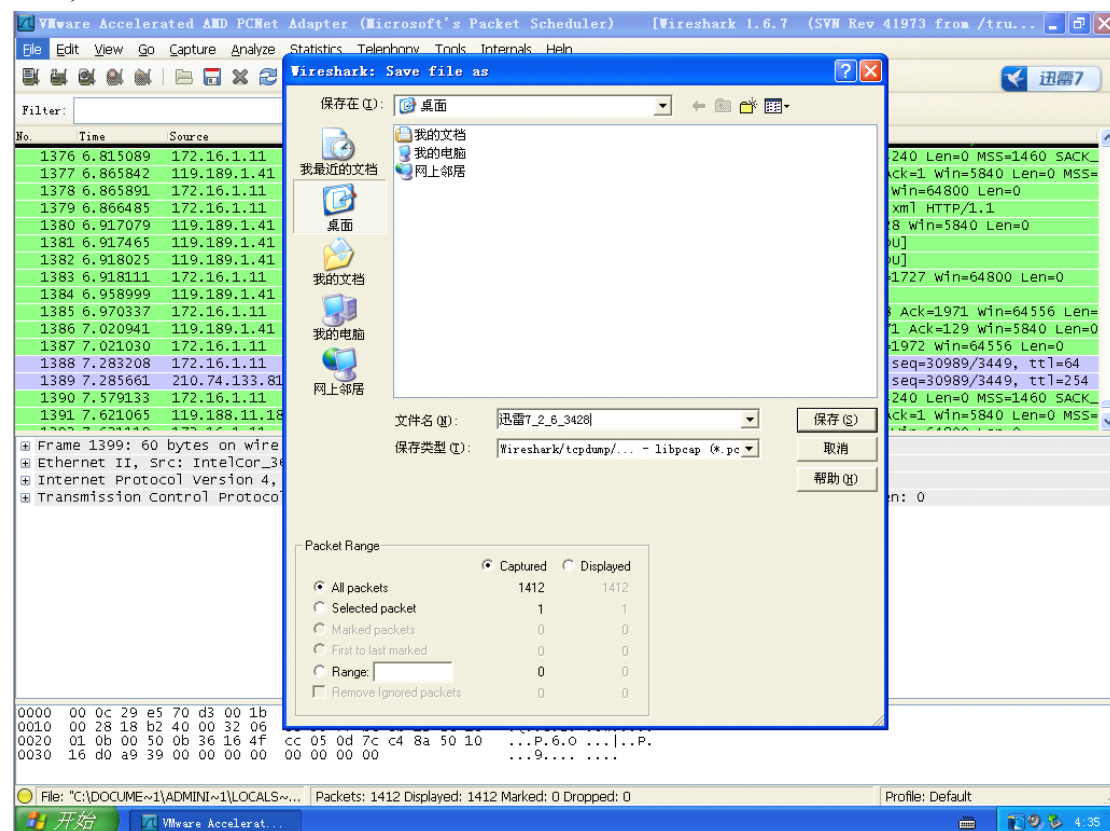 VMware Accelerated AMD PCNet Adapter (Microsoft's Packet Scheduler) [Wireshark 1.6.7 (SVN Rev 41973 from /tru...
File Edit View Go Capture Analyze Statistics Telephony Tools Internals Help
迅雷7
Filter:
No. Time Source
1376 6.815089 172.16.1.11 240 Len=0 MSS=1460 SACK_
1377 6.865842 119.189.1.41 Ack=1 Win=5840 Len=0 MSS=
1378 6.865891 172.16.1.11 Win=64800 Len=0
1379 6.866485 172.16.1.11 xml HTTP/1.1
1380 6.917079 119.189.1.41 28 Win=5840 Len=0
1381 6.917465 119.189.1.41 DU]
1382 6.918025 119.189.1.41 DU]
1383 6.918111 172.16.1.11 =1727 Win=64800 Len=0
1384 6.958999 119.189.1.41
1385 6.970337 172.16.1.11 Ack=1971 Win=64556 Len=
1386 7.020941 119.189.1.41 71 Ack=129 Win=5840 Len=0
1387 7.021030 172.16.1.11 =1972 Win=64556 Len=0
1388 7.283208 172.16.1.11 seq=30989/3449, ttl=64
1389 7.285661 210.74.133.81 seq=30989/3449, ttl=254
1390 7.579133 172.16.1.11 240 Len=0 MSS=1460 SACK_
1391 7.621065 119.188.11.18 Ack=1 Win=5840 Len=0 MSS=
Frame 1399: 60 bytes on wire
Ethernet II, Src: IntelCor_36
Internet Protocol Version 4,
Transmission Control Protoco en: 0
Wireshark: Save file as
保存在(I): 桌面
我最近的文档
桌面
我的文档
我的电脑
网上邻居
我的文档
我的电脑
网上邻居
文件名(N): 迅雷7_2_6_3428 保存(S)
保存类型(T): Wireshark/tcpdump/... - libpcap (*.pc 取消
帮助(H)
Packet Range
Captured Displayed
All packets 1412 1412
Selected packet 1 1
Marked packets 0 0
First to last marked 0 0
Range: 0 0
Remove Ignored packets 0 0
0000 00 0c 29 e5 70 d3 00 1b
0010 00 28 18 b2 40 00 32 06
0020 01 0b 00 50 0b 36 16 4f cc 05 0d 7c c4 8a 50 10 ...P.6.O ...|..P.
0030 16 d0 a9 39 00 00 00 00 00 00 00 00 ...9.... ....
File: "C:\DOCUME~1\ADMINI~1\LOCALS~... Packets: 1412 Displayed: 1412 Marked: 0 Dropped: 0 Profile: Default
开始 VMware Accelerat... 4:35